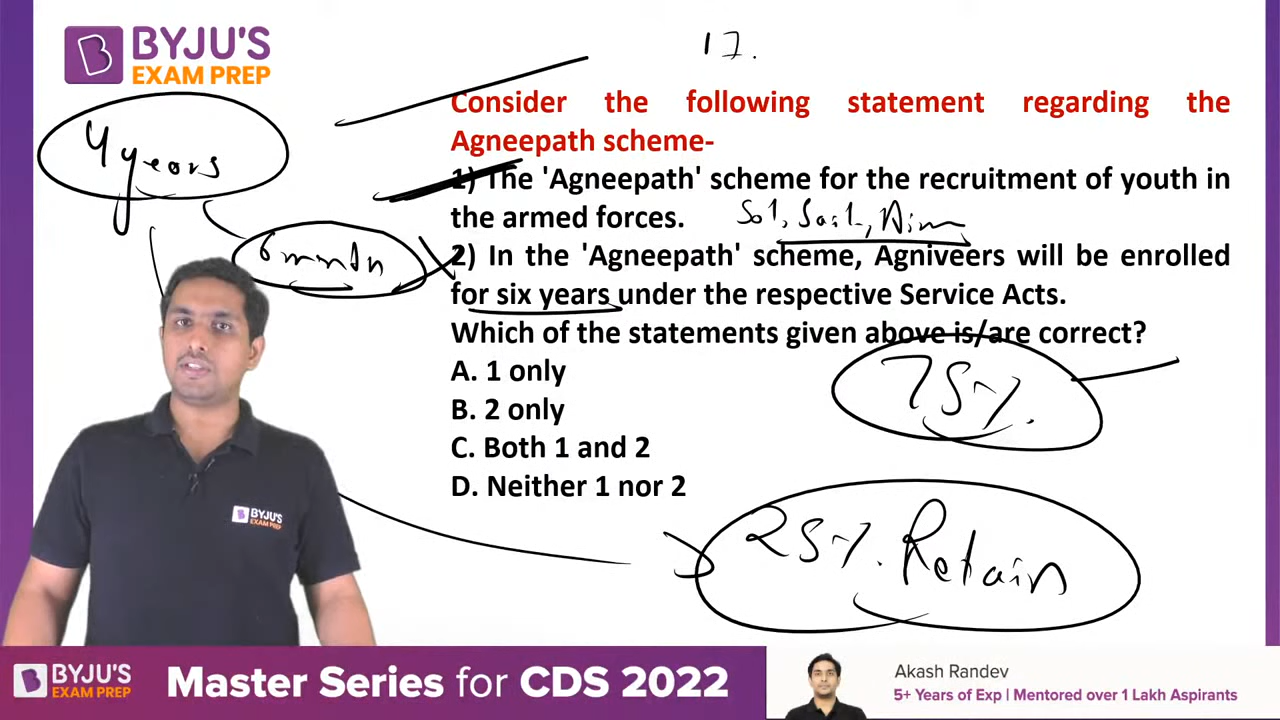 BYJU'S
EXAM PREP
17.
4 years
Consider the following statement regarding the
Agneepath scheme-
1) The 'Agneepath' scheme for the recruitment of youth in
the armed forces.
2) In the 'Agneepath' scheme, Agniveers will be enrolled
for six years under the respective Service Acts.
Which of the statements given above is/are correct?
A. 1 only
B. 2 only
C. Both 1 and 2
D. Neither 1 nor 2
75%.
25%. Retain
BYJU'S
EXAM PREP
BYJU'S
EXAM PREP
Master Series for CDS 2022
Akash Randev
5+ Years of Exp | Mentored over 1 Lakh Aspirants